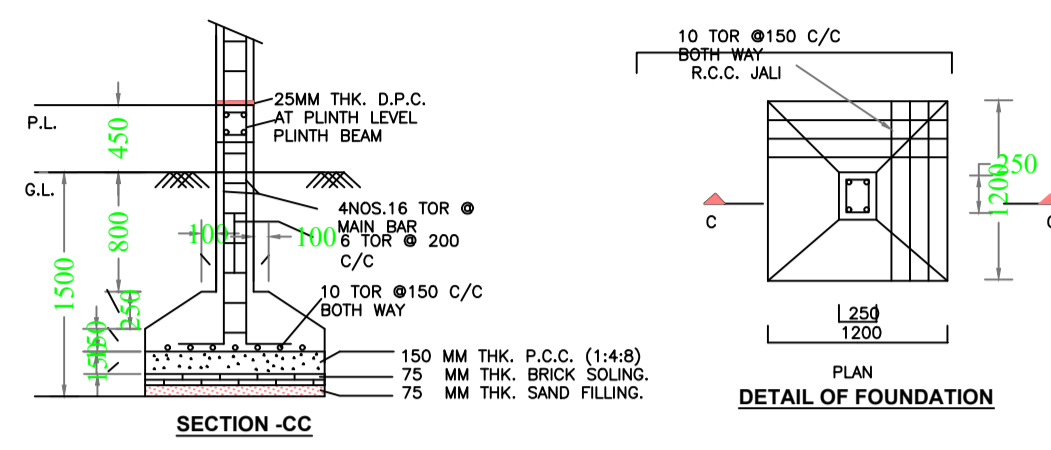 25MM THK. D.P.C.
AT PLINTH LEVEL
PLINTH BEAM
P.L.
450
G.L.
1500
800
100
100
4NOS.16 TOR @
MAIN BAR
6 TOR @ 200
C/C
250
10 TOR @150 C/C
BOTH WAY
150
150
150 MM THK. P.C.C. (1:4:8)
75 MM THK. BRICK SOLING.
75 MM THK. SAND FILLING.
SECTION -CC
10 TOR @150 C/C
BOTH WAY
R.C.C. JALI
250
1200
C
C
250
1200
PLAN
DETAIL OF FOUNDATION